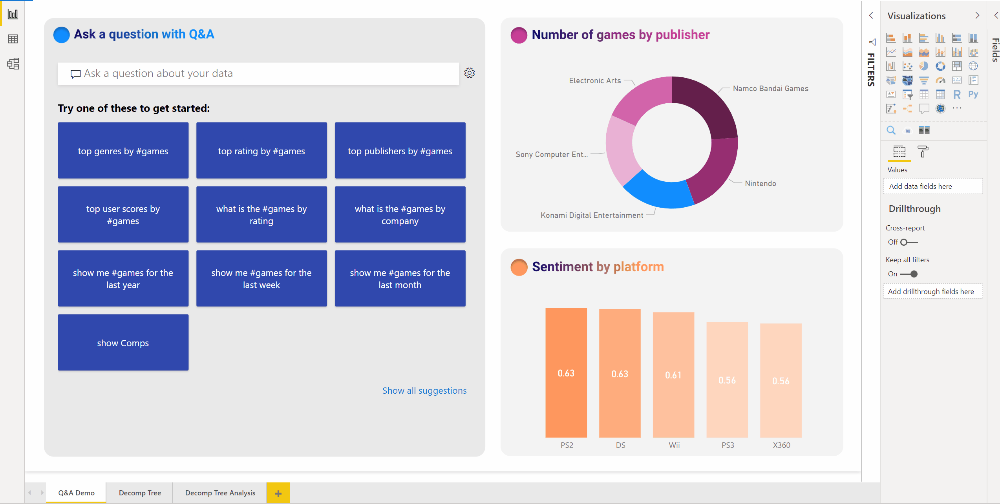 Ask a question with Q&A
Ask a question about your data
Try one of these to get started:
top genres by #games
top rating by #games
top publishers by #games
top user scores by
#games
what is the #games by
rating
what is the #games by
company
show me #games for the
last year
show me #games for the
last week
show me #games for the
last month
show Comps
Show all suggestions
Number of games by publisher
Electronic Arts
Namco Bandai Games
Sony Computer Ent...
Nintendo
Konami Digital Entertainment
Sentiment by platform
0.63
0.63
0.61
0.56
0.56
PS2
DS
Wii
PS3
X360
FILTERS
Visualizations
123
R
Py
...
W
Values
Add data fields here
Drillthrough
Cross-report
Off
Keep all filters
On
Add drillthrough fields here
Fields
Q&A Demo
Decomp Tree
Decomp Tree Analysis
+